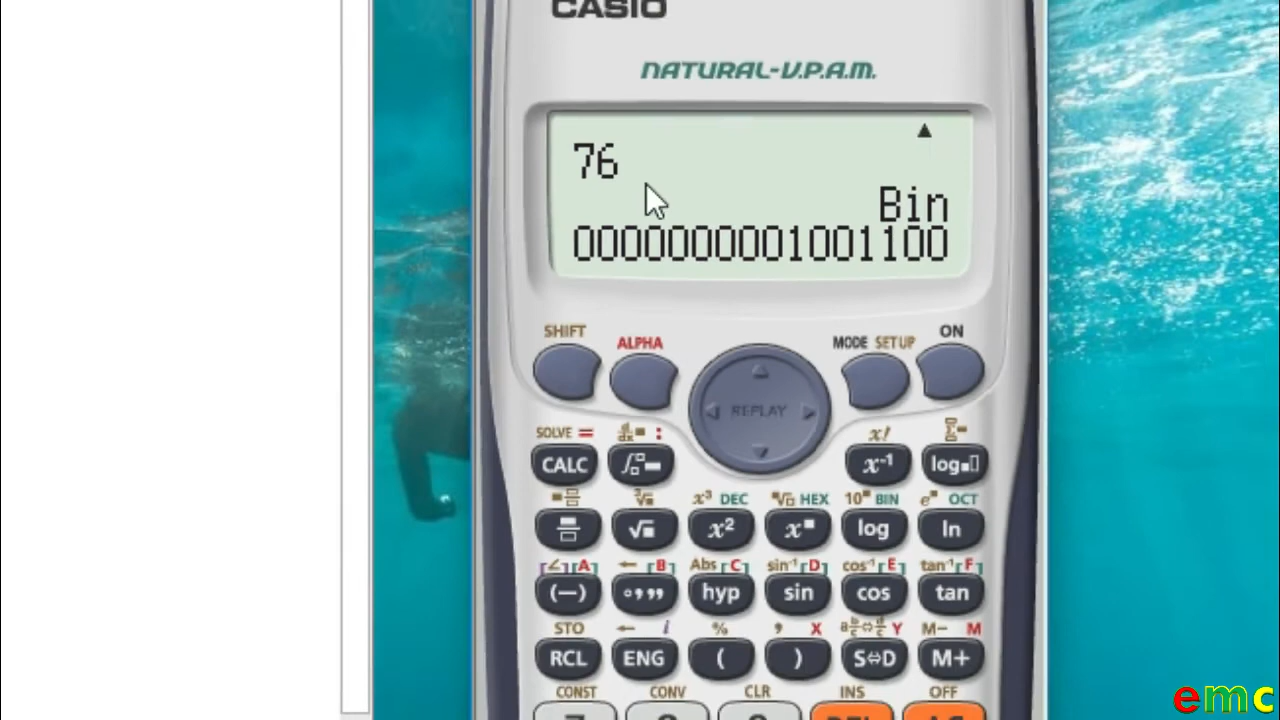 CASIO
NATURAL-V.P.A.M.
76
Bin
0000000001001100
SHIFT ALPHA MODE SETUP ON
REPLAY
SOLVE = d/dx : x!
CALC x-1 log
x³ DEC HEX 10 BIN e OCT
√ x² x log ln
∠ A ← B Abs C sin-1 D cos-1 E tan-1 F
(−) hyp sin cos tan
STO ← i % , X Y M− M
RCL ENG ( ) S⇔D M+
CONST CONV CLR INS OFF
emc